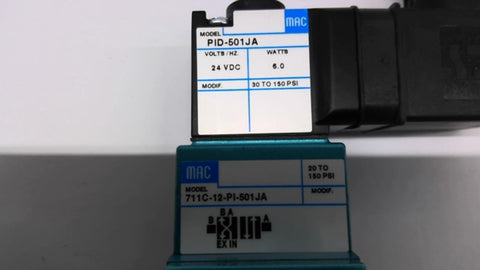 MAC
MODEL
PID-501JA
VOLTS / HZ. WATTS
24 VDC 6.0
MODIF. 30 TO 150 PSI
MAC
20 TO
150 PSI
MODEL MODIF.
711C-12-PI-501JA
B A
B A
EX IN